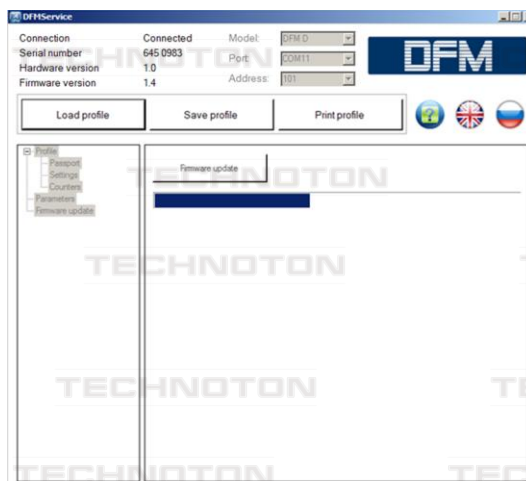 DFMService
Connection Connected Model: DFM D
Serial number 645 0983 Port: COM11
Hardware version 1.0
Firmware version 1.4 Address: 101
DFM
Load profile Save profile Print profile
Profile
Passport
Settings
Counters
Parameters
Firmware update
Firmware update
TECHNOTON
TECHNOTON
TECHNOTON
TECHNOTON
TECHNOTON